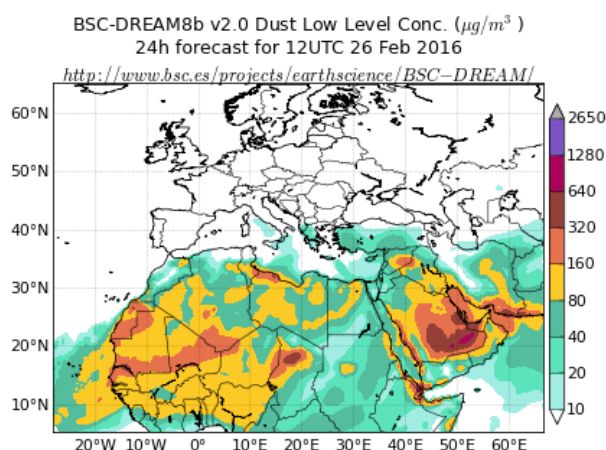 BSC-DREAM8b v2.0 Dust Low Level Conc. (μg/m³ )
24h forecast for 12UTC 26 Feb 2016
http://www.bsc.es/projects/earthscience/BSC−DREAM/
60°N
50°N
40°N
30°N
20°N
10°N
20°W 10°W 0° 10°E 20°E 30°E 40°E 50°E 60°E
2650
1280
640
320
160
80
40
20
10